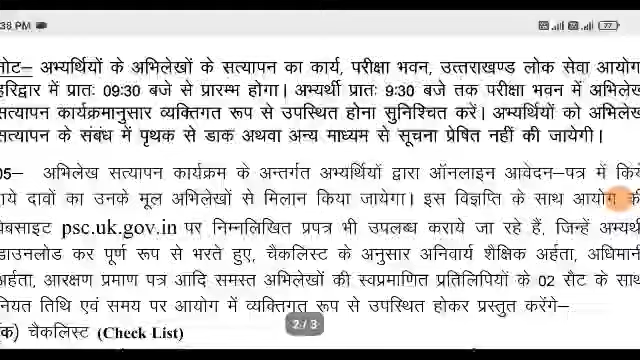 38 PM 77
नोट– अभ्यर्थियों के अभिलेखों के सत्यापन का कार्य, परीक्षा भवन, उत्तराखण्ड लोक सेवा आयोग
हरिद्वार में प्रातः 09:30 बजे से प्रारम्भ होगा। अभ्यर्थी प्रातः 9:30 बजे तक परीक्षा भवन में अभिलेख
सत्यापन कार्यक्रमानुसार व्यक्तिगत रूप से उपस्थित होना सुनिश्चित करें। अभ्यर्थियों को अभिलेख
सत्यापन के संबंध में पृथक से डाक अथवा अन्य माध्यम से सूचना प्रेषित नहीं की जायेगी।
05– अभिलेख सत्यापन कार्यक्रम के अन्तर्गत अभ्यर्थियों द्वारा ऑनलाइन आवेदन–पत्र में किये
गये दावों का उनके मूल अभिलेखों से मिलान किया जायेगा। इस विज्ञप्ति के साथ आयोग की
वेबसाइट psc.uk.gov.in पर निम्नलिखित प्रपत्र भी उपलब्ध कराये जा रहे हैं, जिन्हें अभ्यर्थी
डाउनलोड कर पूर्ण रूप से भरते हुए, चैकलिस्ट के अनुसार अनिवार्य शैक्षिक अर्हता, अधिमानी
अर्हता, आरक्षण प्रमाण पत्र आदि समस्त अभिलेखों की स्वप्रमाणित प्रतिलिपियों के 02 सैट के साथ
नियत तिथि एवं समय पर आयोग में व्यक्तिगत रूप से उपस्थित होकर प्रस्तुत करेंगे–
(क) चैकलिस्ट (Check List)
2 / 3